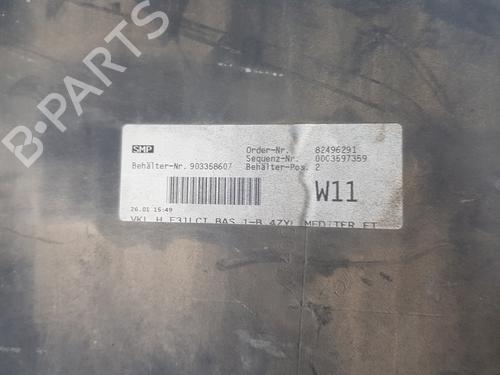 B-PARTS
SMP
Order-Nr. 82496291
Sequenz-Nr. 0003597359
Behälter-Nr. 903358607 Behälter-Pos. 2
W11
26.01 15:49
VKL H F31LCI BAS 1-B 4ZYL MEDITER ET